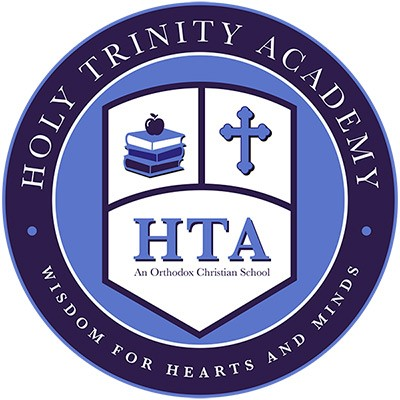 HOLY TRINITY ACADEMY
HTA
An Orthodox Christian School
WISDOM FOR HEARTS AND MINDS